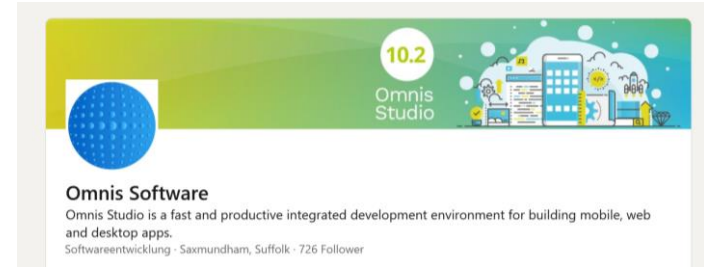 10.2
Omnis
Studio
Omnis Software
Omnis Studio is a fast and productive integrated development environment for building mobile, web
and desktop apps.
Softwareentwicklung · Saxmundham, Suffolk · 726 Follower